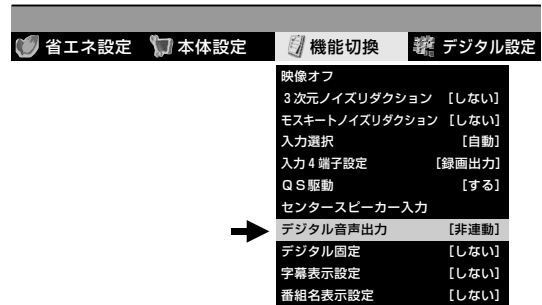 省エネ設定 本体設定 機能切換 デジタル設定
映像オフ
３次元ノイズリダクション [しない]
モスキートノイズリダクション [しない]
入力選択 [自動]
入力４端子設定 [録画出力]
ＱＳ駆動 [する]
センタースピーカー入力
デジタル音声出力 [非連動]
デジタル固定 [しない]
字幕表示設定 [しない]
番組名表示設定 [しない]